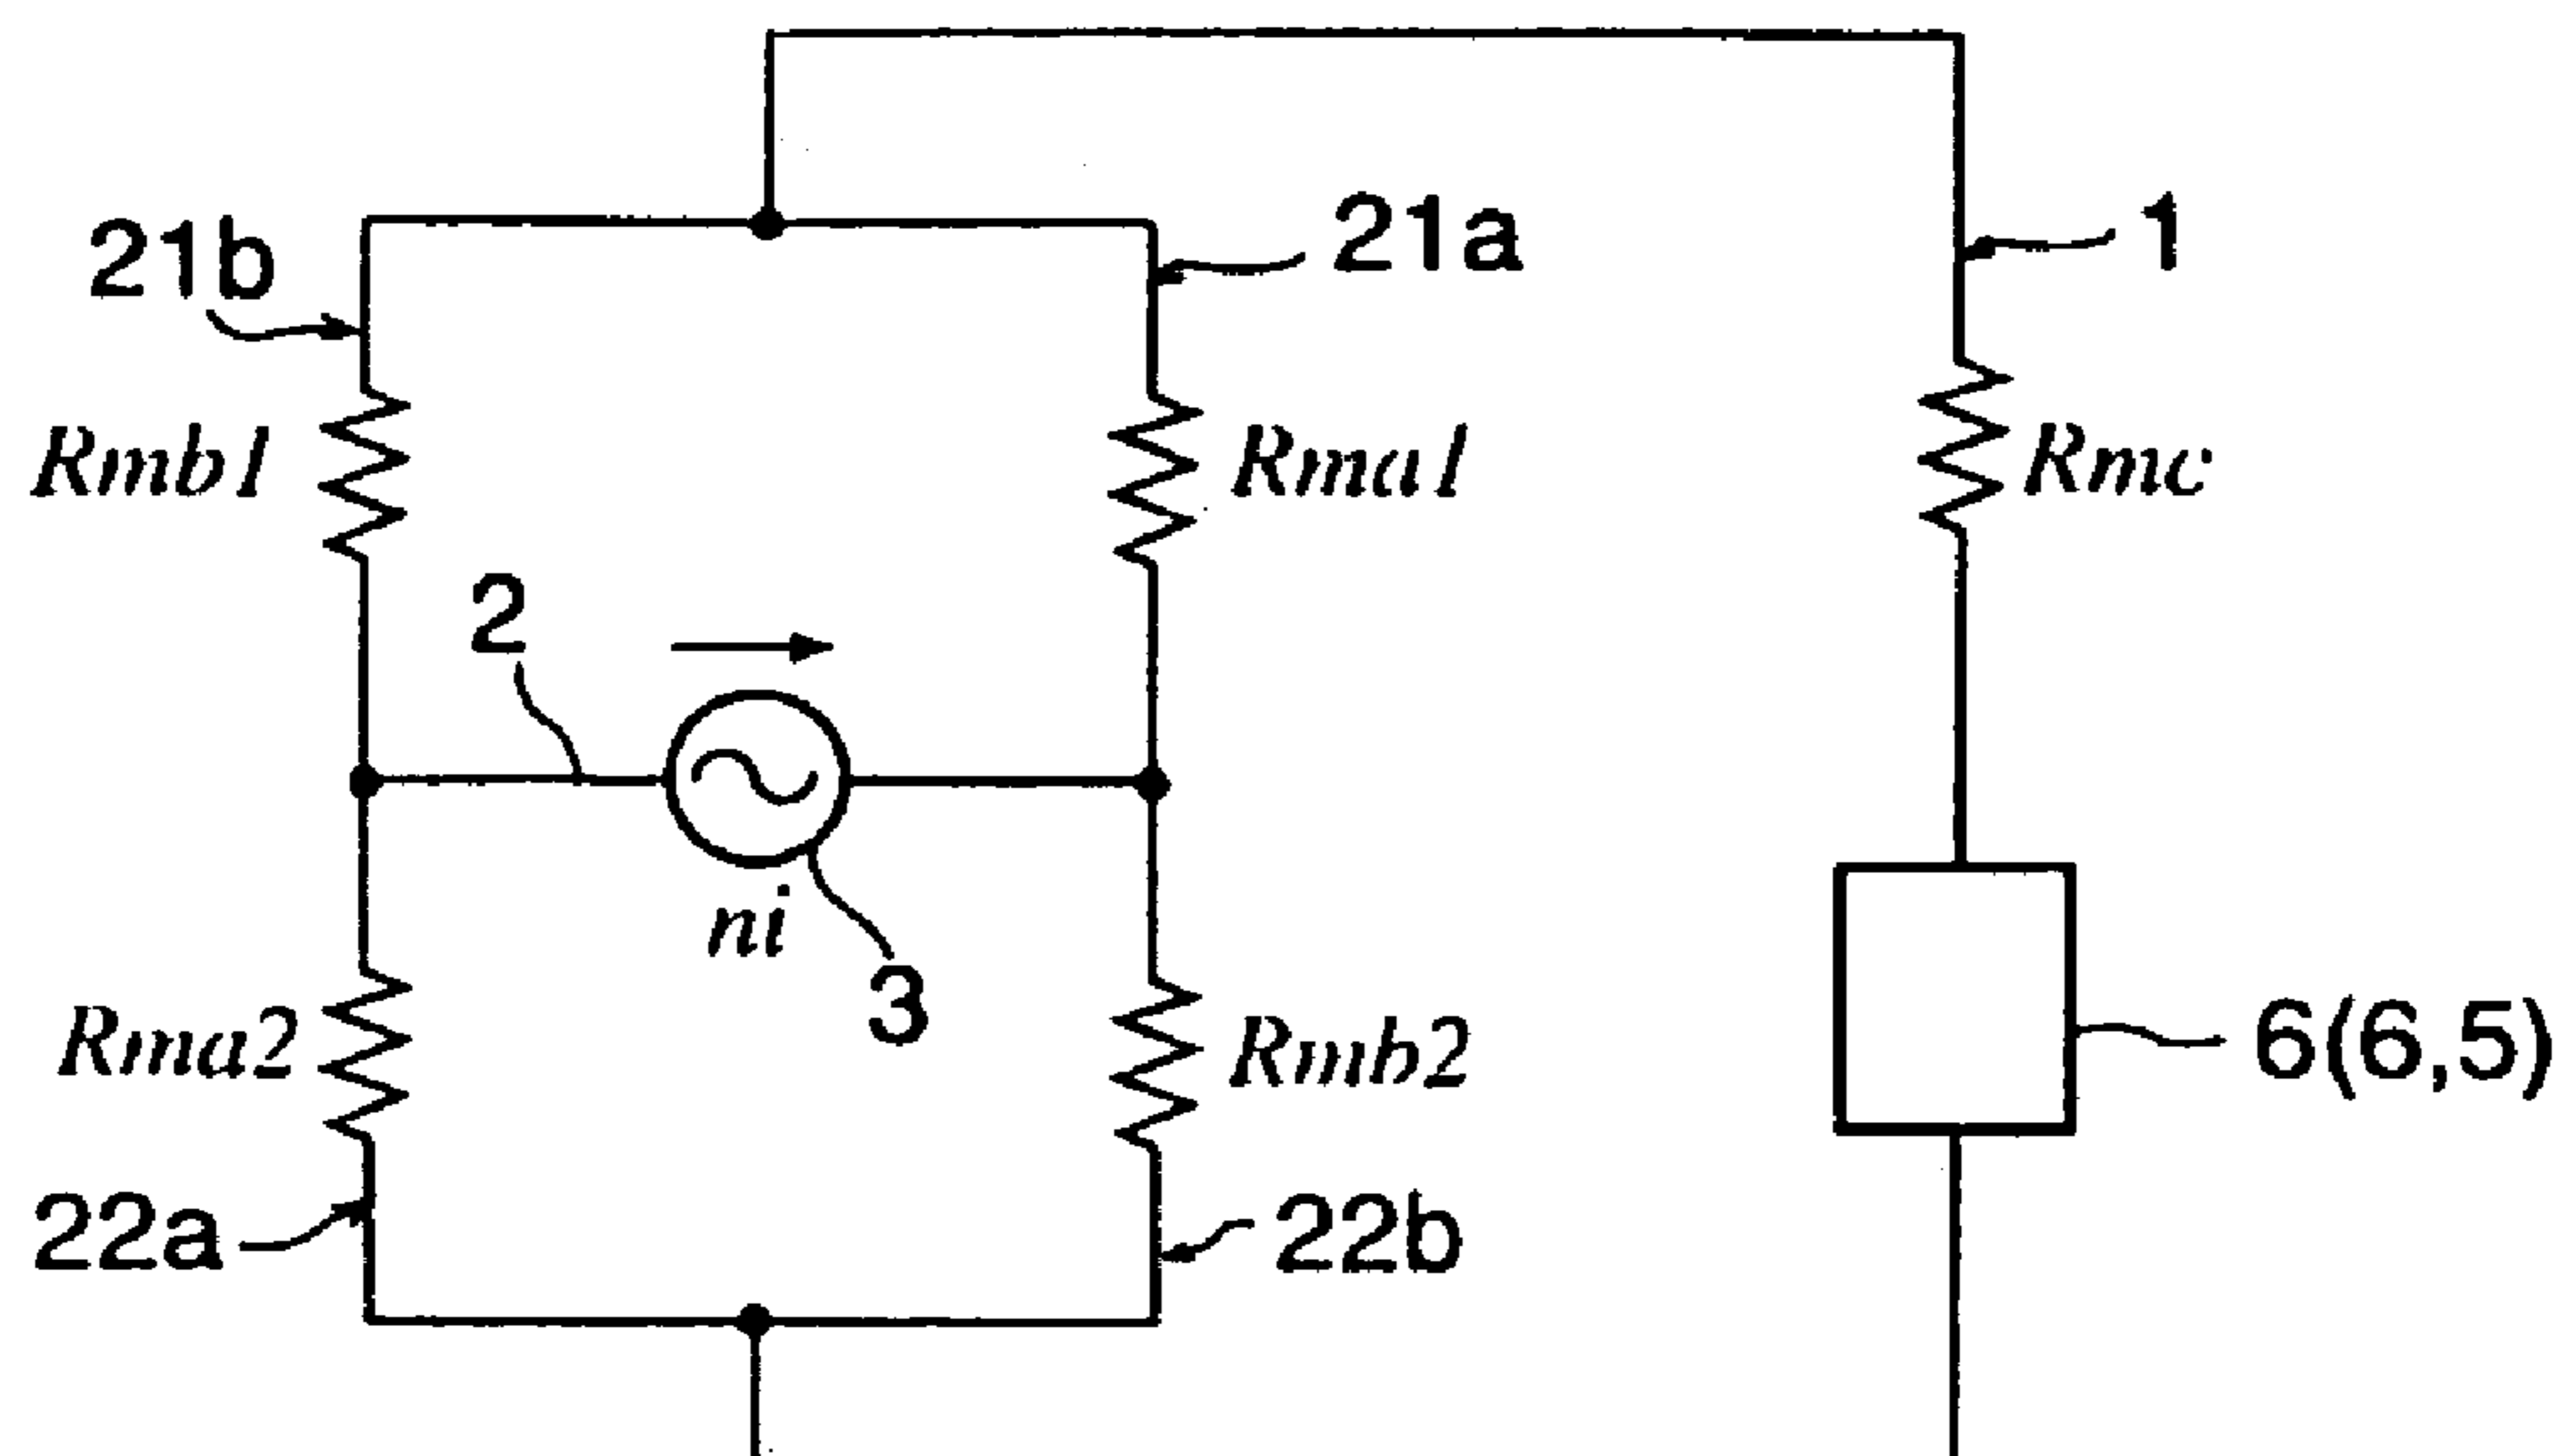 21b
21a
1
Rmb1
Rma1
Rmc
2
ni
3
Rma2
Rmb2
6(6,5)
22a
22b